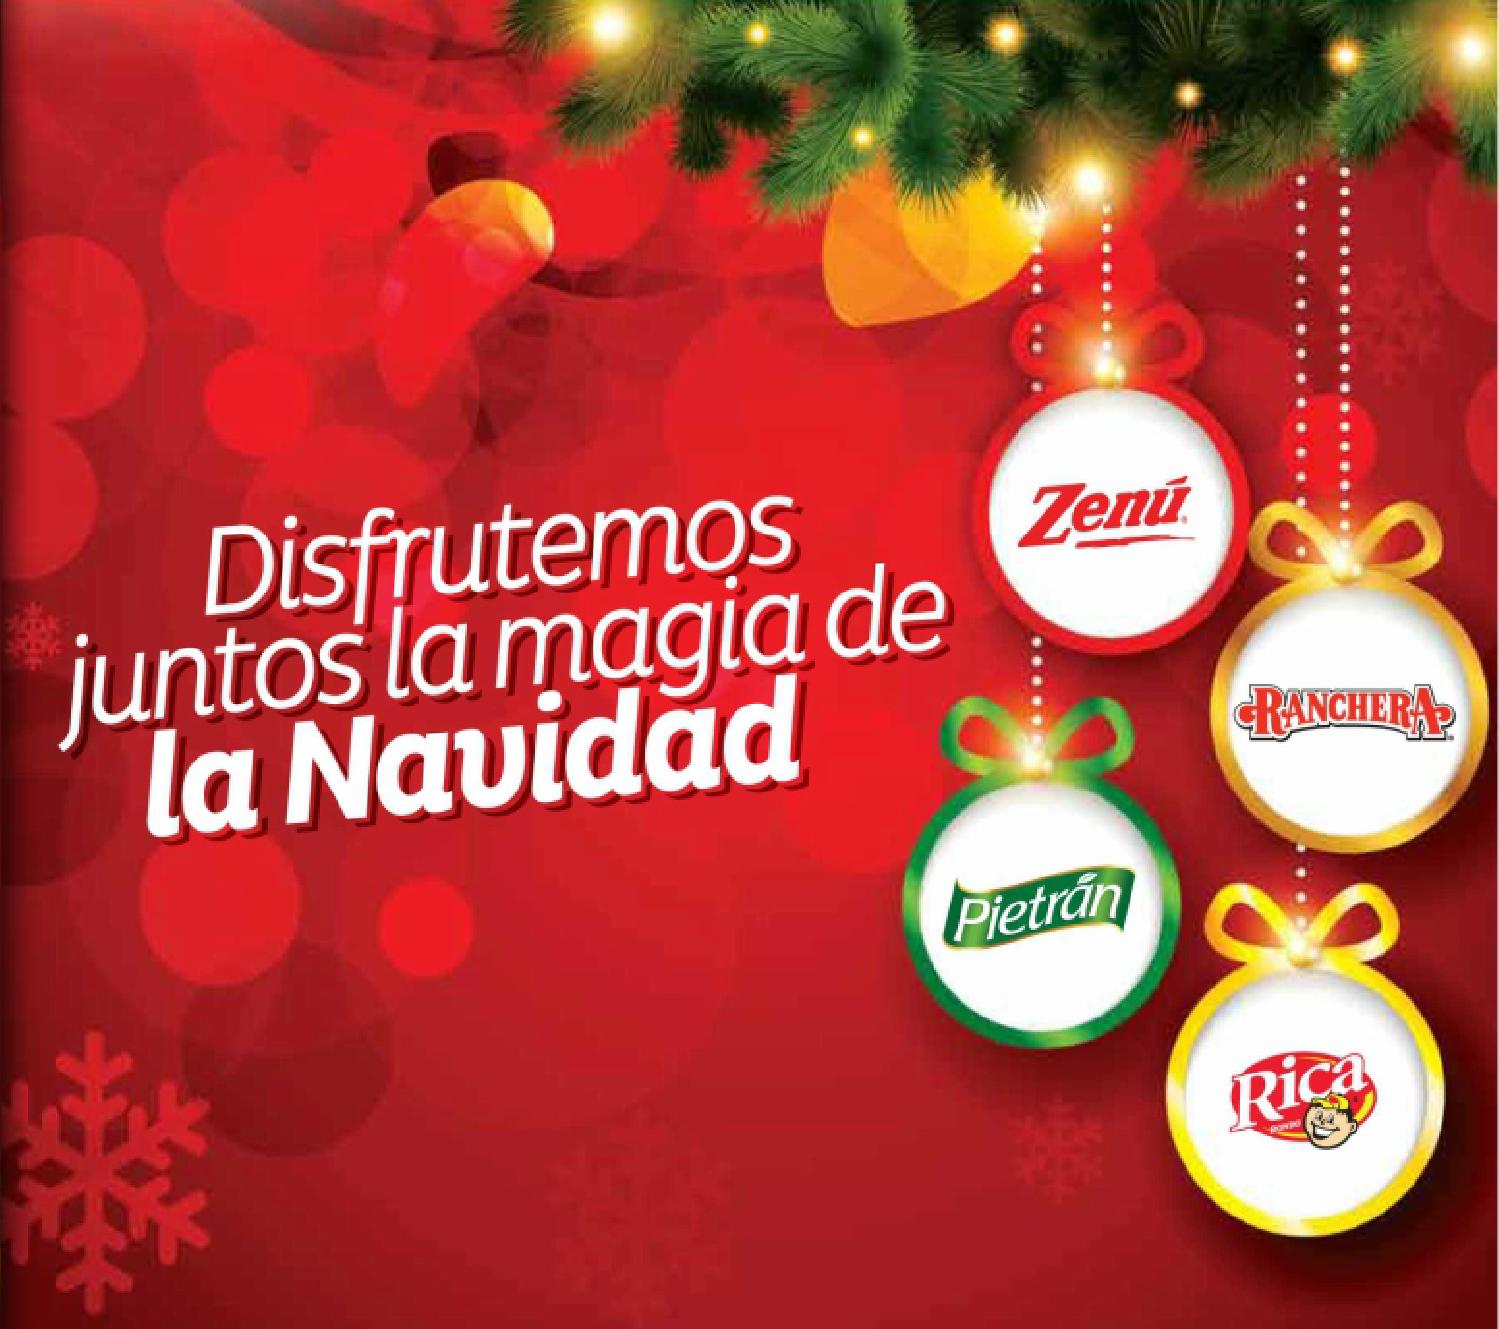 Disfrutemos
juntos la magia de
la Navidad
Zenú
RANCHERA
Pietrán
Rica